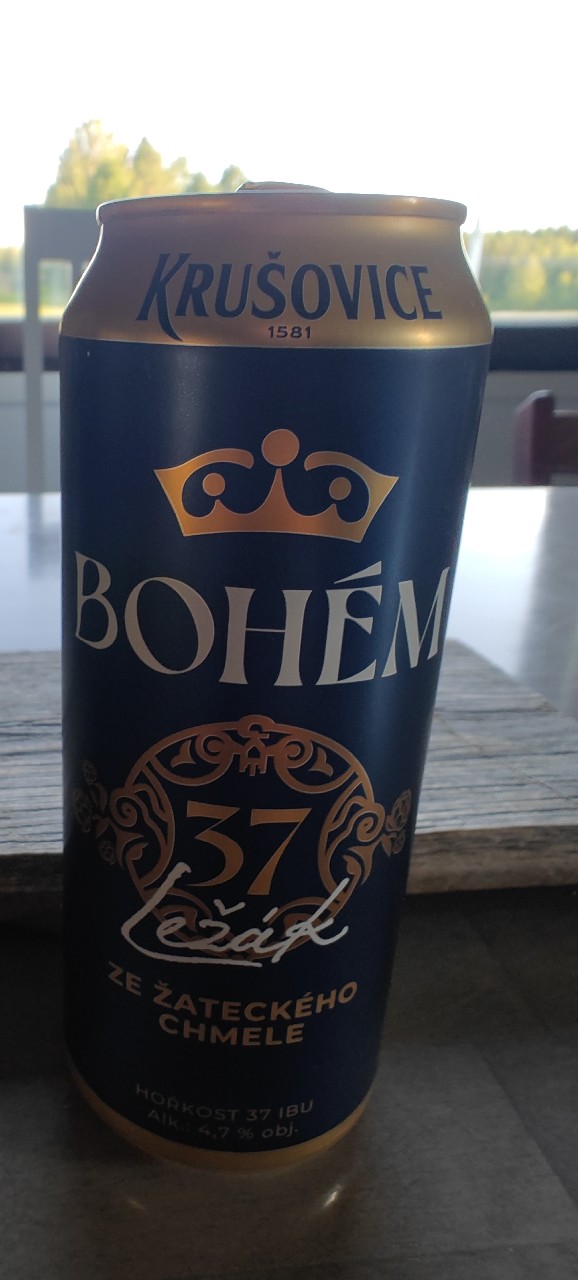 KRUŠOVICE
1581
BOHÉM
37
Ležák
ZE ŽATECKÉHO
CHMELE
HOŘKOST 37 IBU
Alk.: 4,7 % obj.